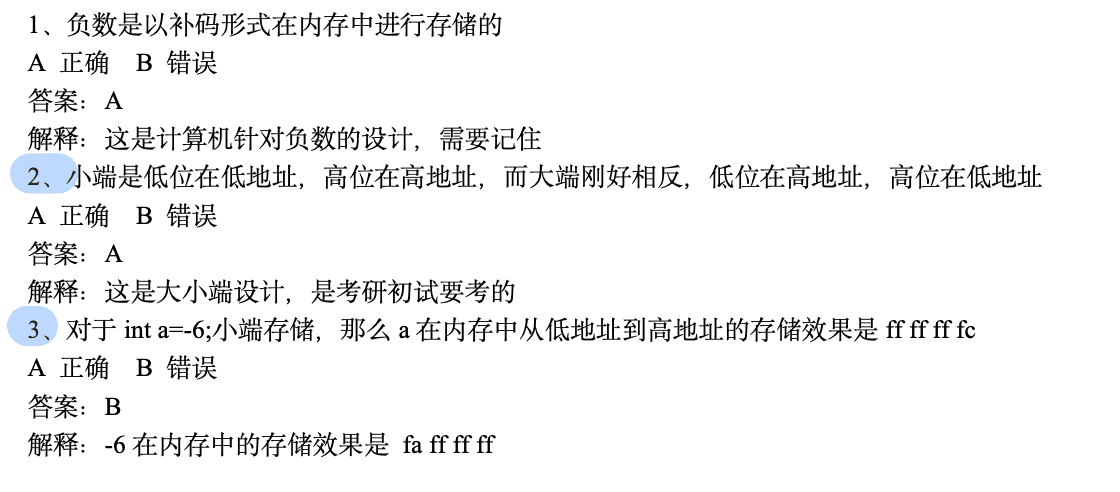 1、负数是以补码形式在内存中进行存储的
A 正确 B 错误
答案：A
解释：这是计算机针对负数的设计，需要记住
2、小端是低位在低地址，高位在高地址，而大端刚好相反，低位在高地址，高位在低地址
A 正确 B 错误
答案：A
解释：这是大小端设计，是考研初试要考的
3、对于 int a=-6;小端存储，那么 a 在内存中从低地址到高地址的存储效果是 ff ff ff fc
A 正确 B 错误
答案：B
解释：-6 在内存中的存储效果是 fa ff ff ff